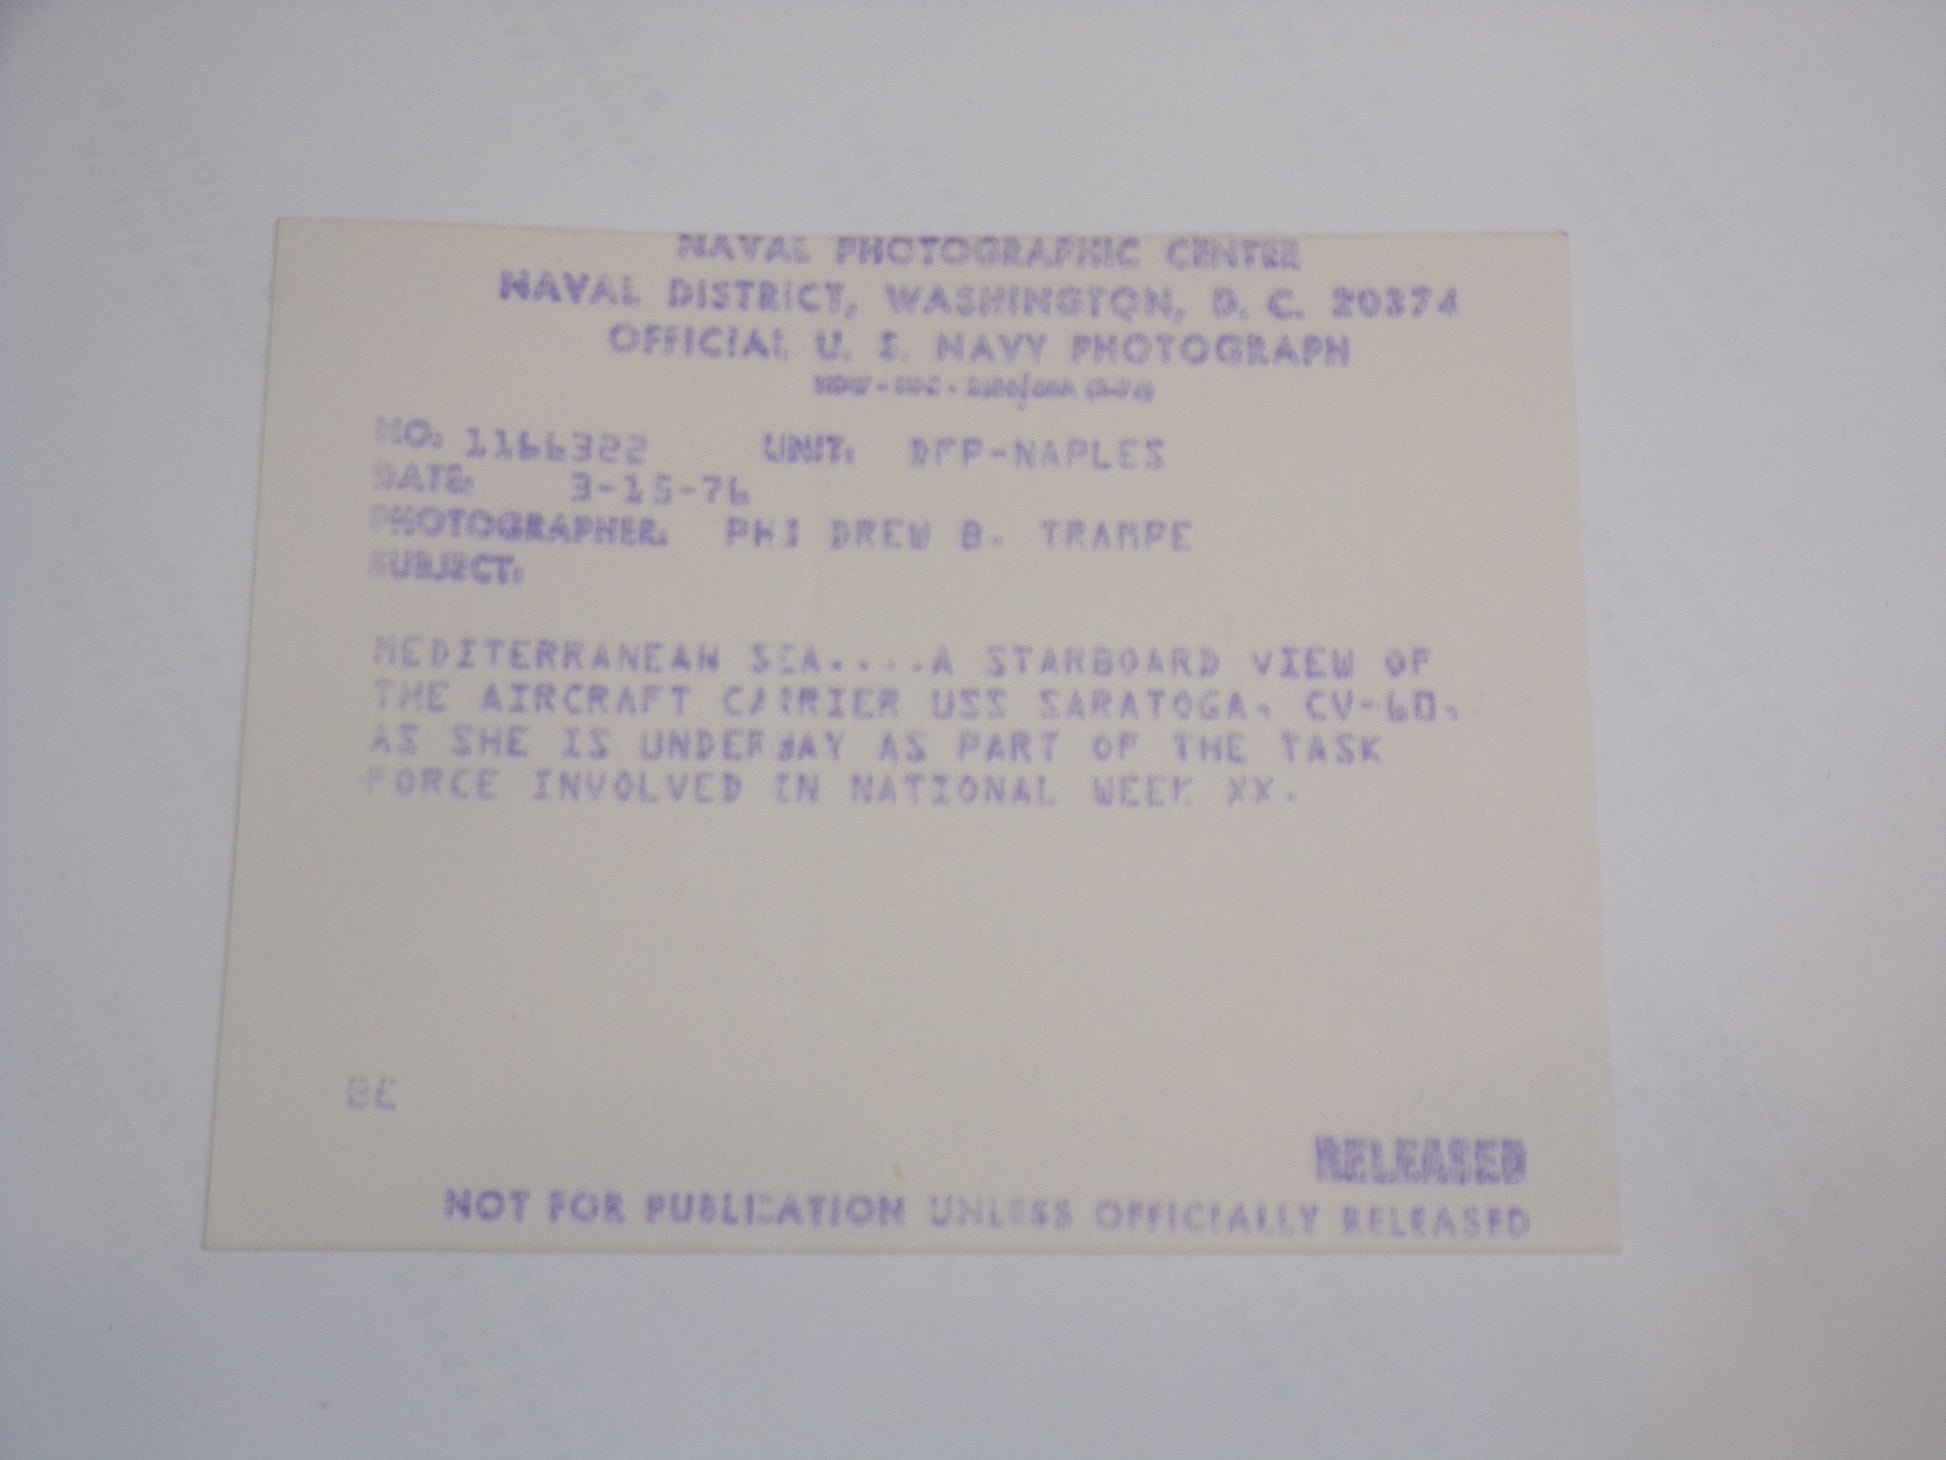 NAVAL PHOTOGRAPHIC CENTER
NAVAL DISTRICT, WASHINGTON, D. C. 20374
OFFICIAL U. S. NAVY PHOTOGRAPH
NO: 1166322 UNIT: DFP-NAPLES
DATE: 3-15-76
PHOTOGRAPHER: PH1 DREW B. TRAMPE
SUBJECT:
MEDITERRANEAN SEA....A STARBOARD VIEW OF
THE AIRCRAFT CARRIER USS SARATOGA, CV-60,
AS SHE IS UNDERWAY AS PART OF THE TASK
FORCE INVOLVED IN NATIONAL WEEK XX.
BE
RELEASED
NOT FOR PUBLICATION UNLESS OFFICIALLY RELEASED